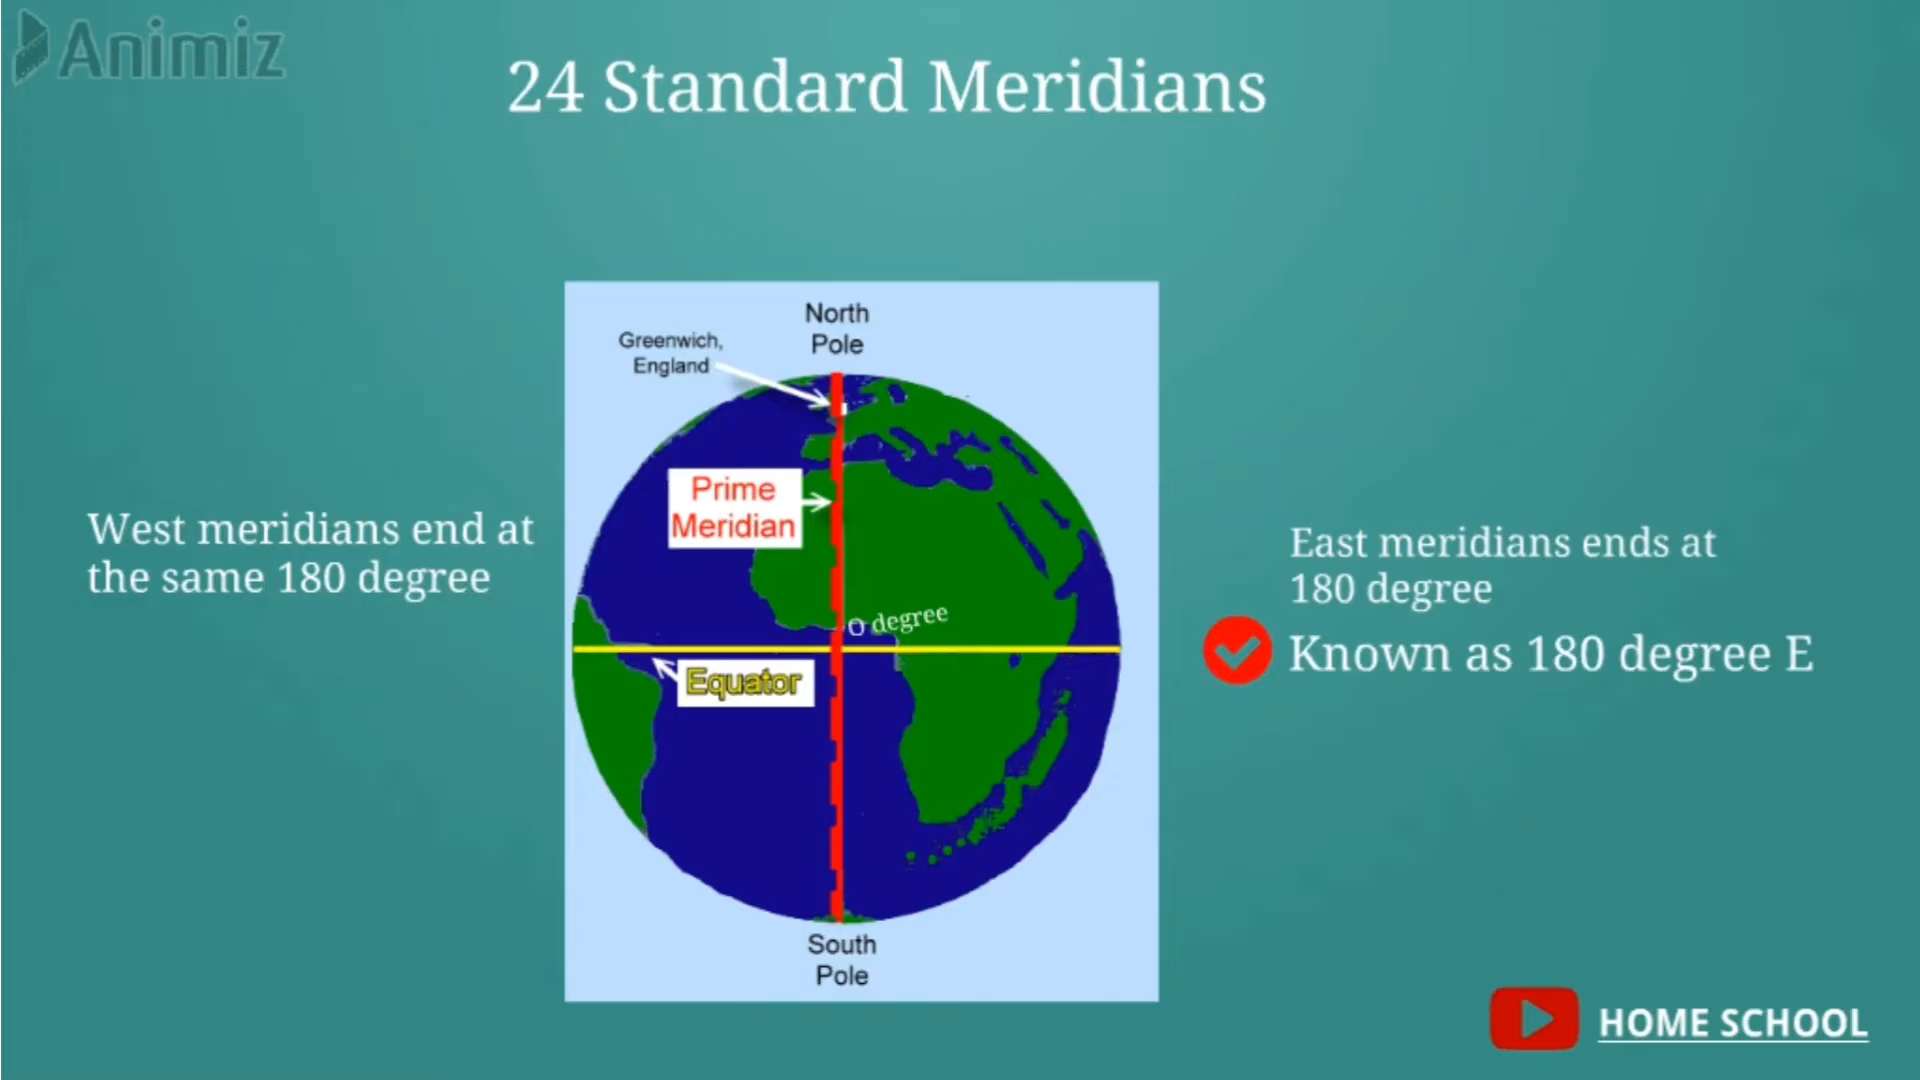 Animiz
24 Standard Meridians
North
Pole
Greenwich,
England
Prime
Meridian
West meridians end at
the same 180 degree
East meridians ends at
180 degree
O degree
Known as 180 degree E
Equator
South
Pole
HOME SCHOOL